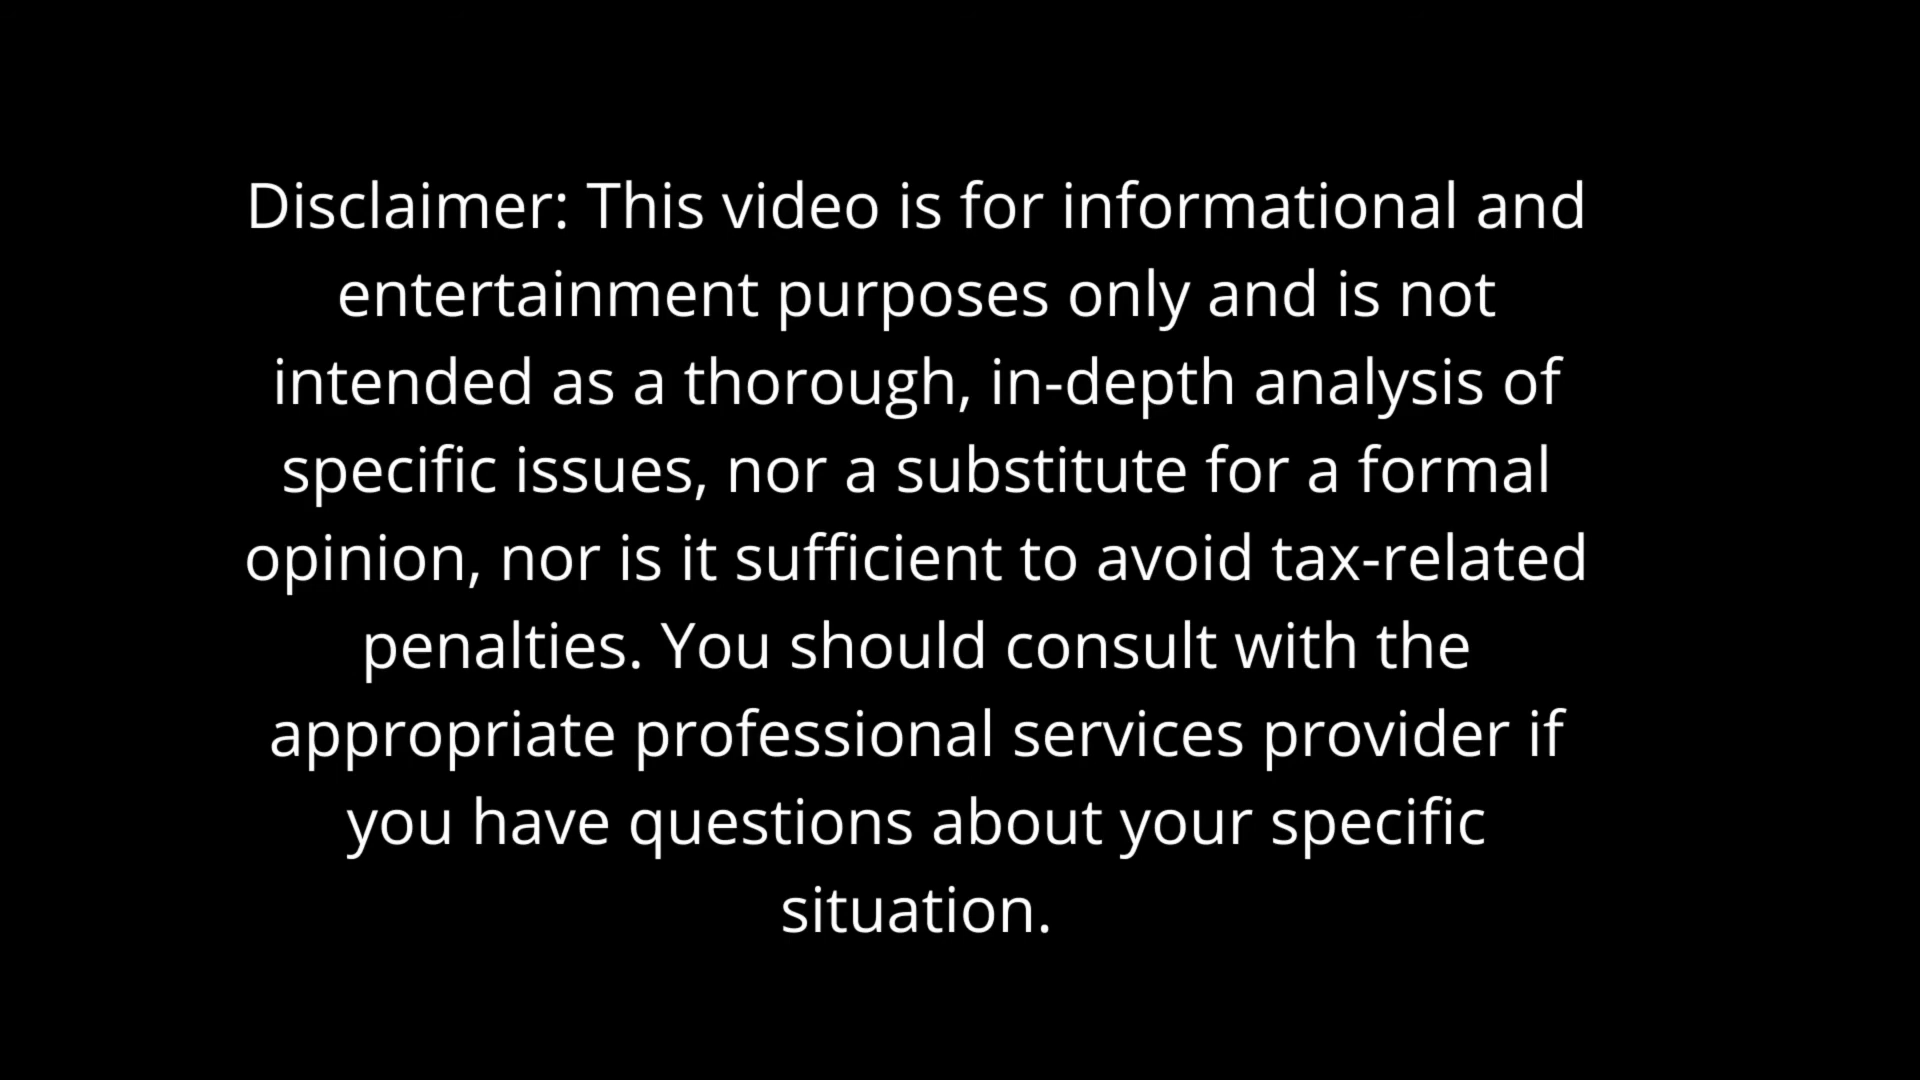 Disclaimer: This video is for informational and
entertainment purposes only and is not
intended as a thorough, in-depth analysis of
specific issues, nor a substitute for a formal
opinion, nor is it sufficient to avoid tax-related
penalties. You should consult with the
appropriate professional services provider if
you have questions about your specific
situation.